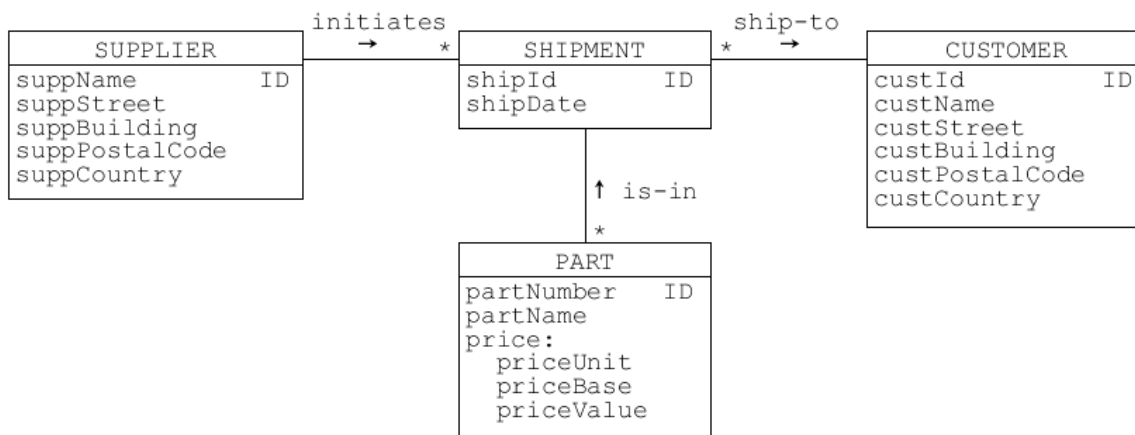 initiates
→
*
ship-to
*
→
SUPPLIER
suppName ID
suppStreet
suppBuilding
suppPostalCode
suppCountry
SHIPMENT
shipId ID
shipDate
CUSTOMER
custId ID
custName
custStreet
custBuilding
custPostalCode
custCountry
↑ is-in
*
PART
partNumber ID
partName
price:
priceUnit
priceBase
priceValue